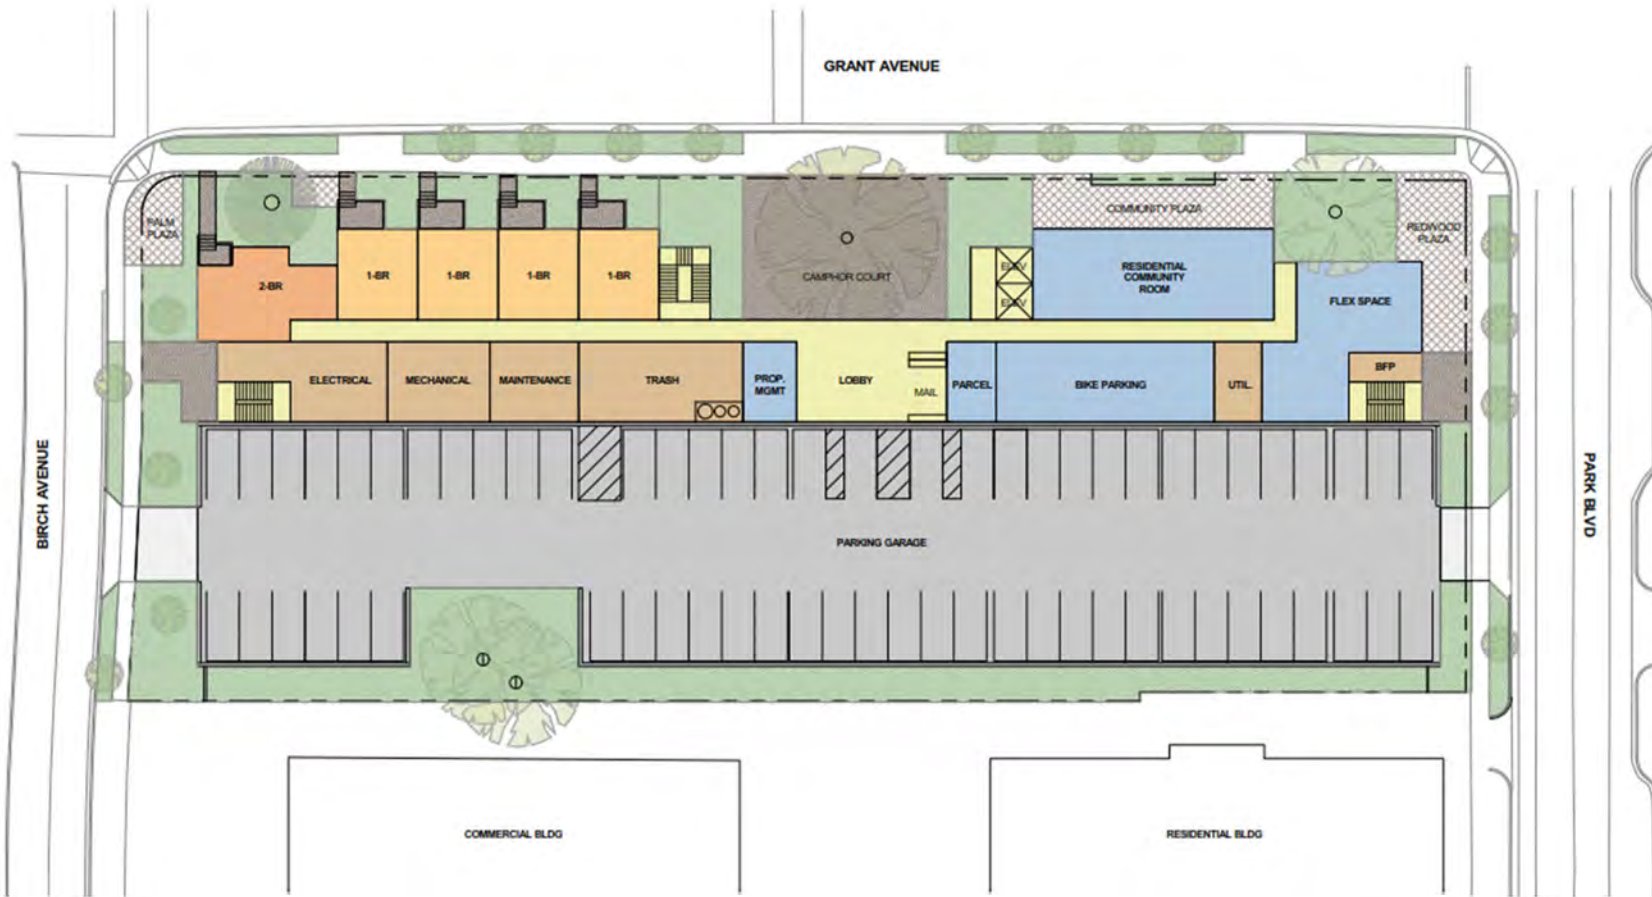 GRANT AVENUE
PALM
PLAZA
COMMUNITY PLAZA
REDWOOD
PLAZA
2-BR
1-BR
1-BR
1-BR
1-BR
CAMPHOR COURT
ELEV
ELEV
RESIDENTIAL
COMMUNITY
ROOM
FLEX SPACE
ELECTRICAL
MECHANICAL
MAINTENANCE
TRASH
PROP.
MGMT
LOBBY
MAIL
PARCEL
BIKE PARKING
UTIL.
BFP
BIRCH AVENUE
PARK BLVD
PARKING GARAGE
COMMERCIAL BLDG
RESIDENTIAL BLDG